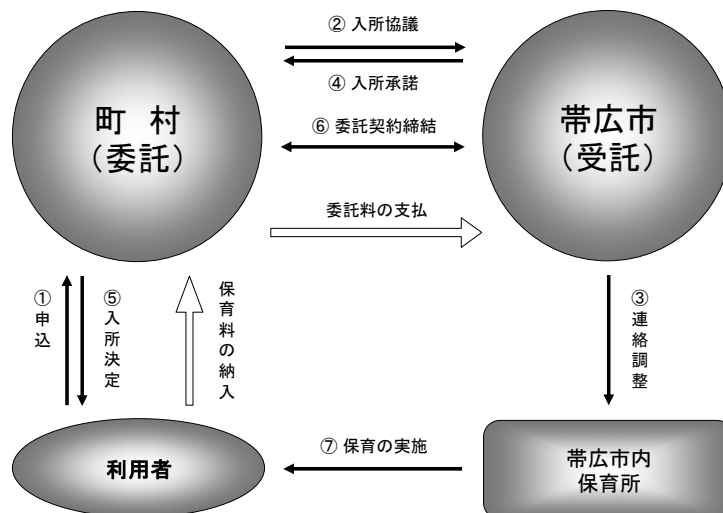 ② 入所協議
④ 入所承諾
町 村
（委託）
帯広市
（受託）
⑥ 委託契約締結
委託料の支払
①申込
⑤入所決定
保育料の納入
③連絡調整
利用者
⑦ 保育の実施
帯広市内
保育所